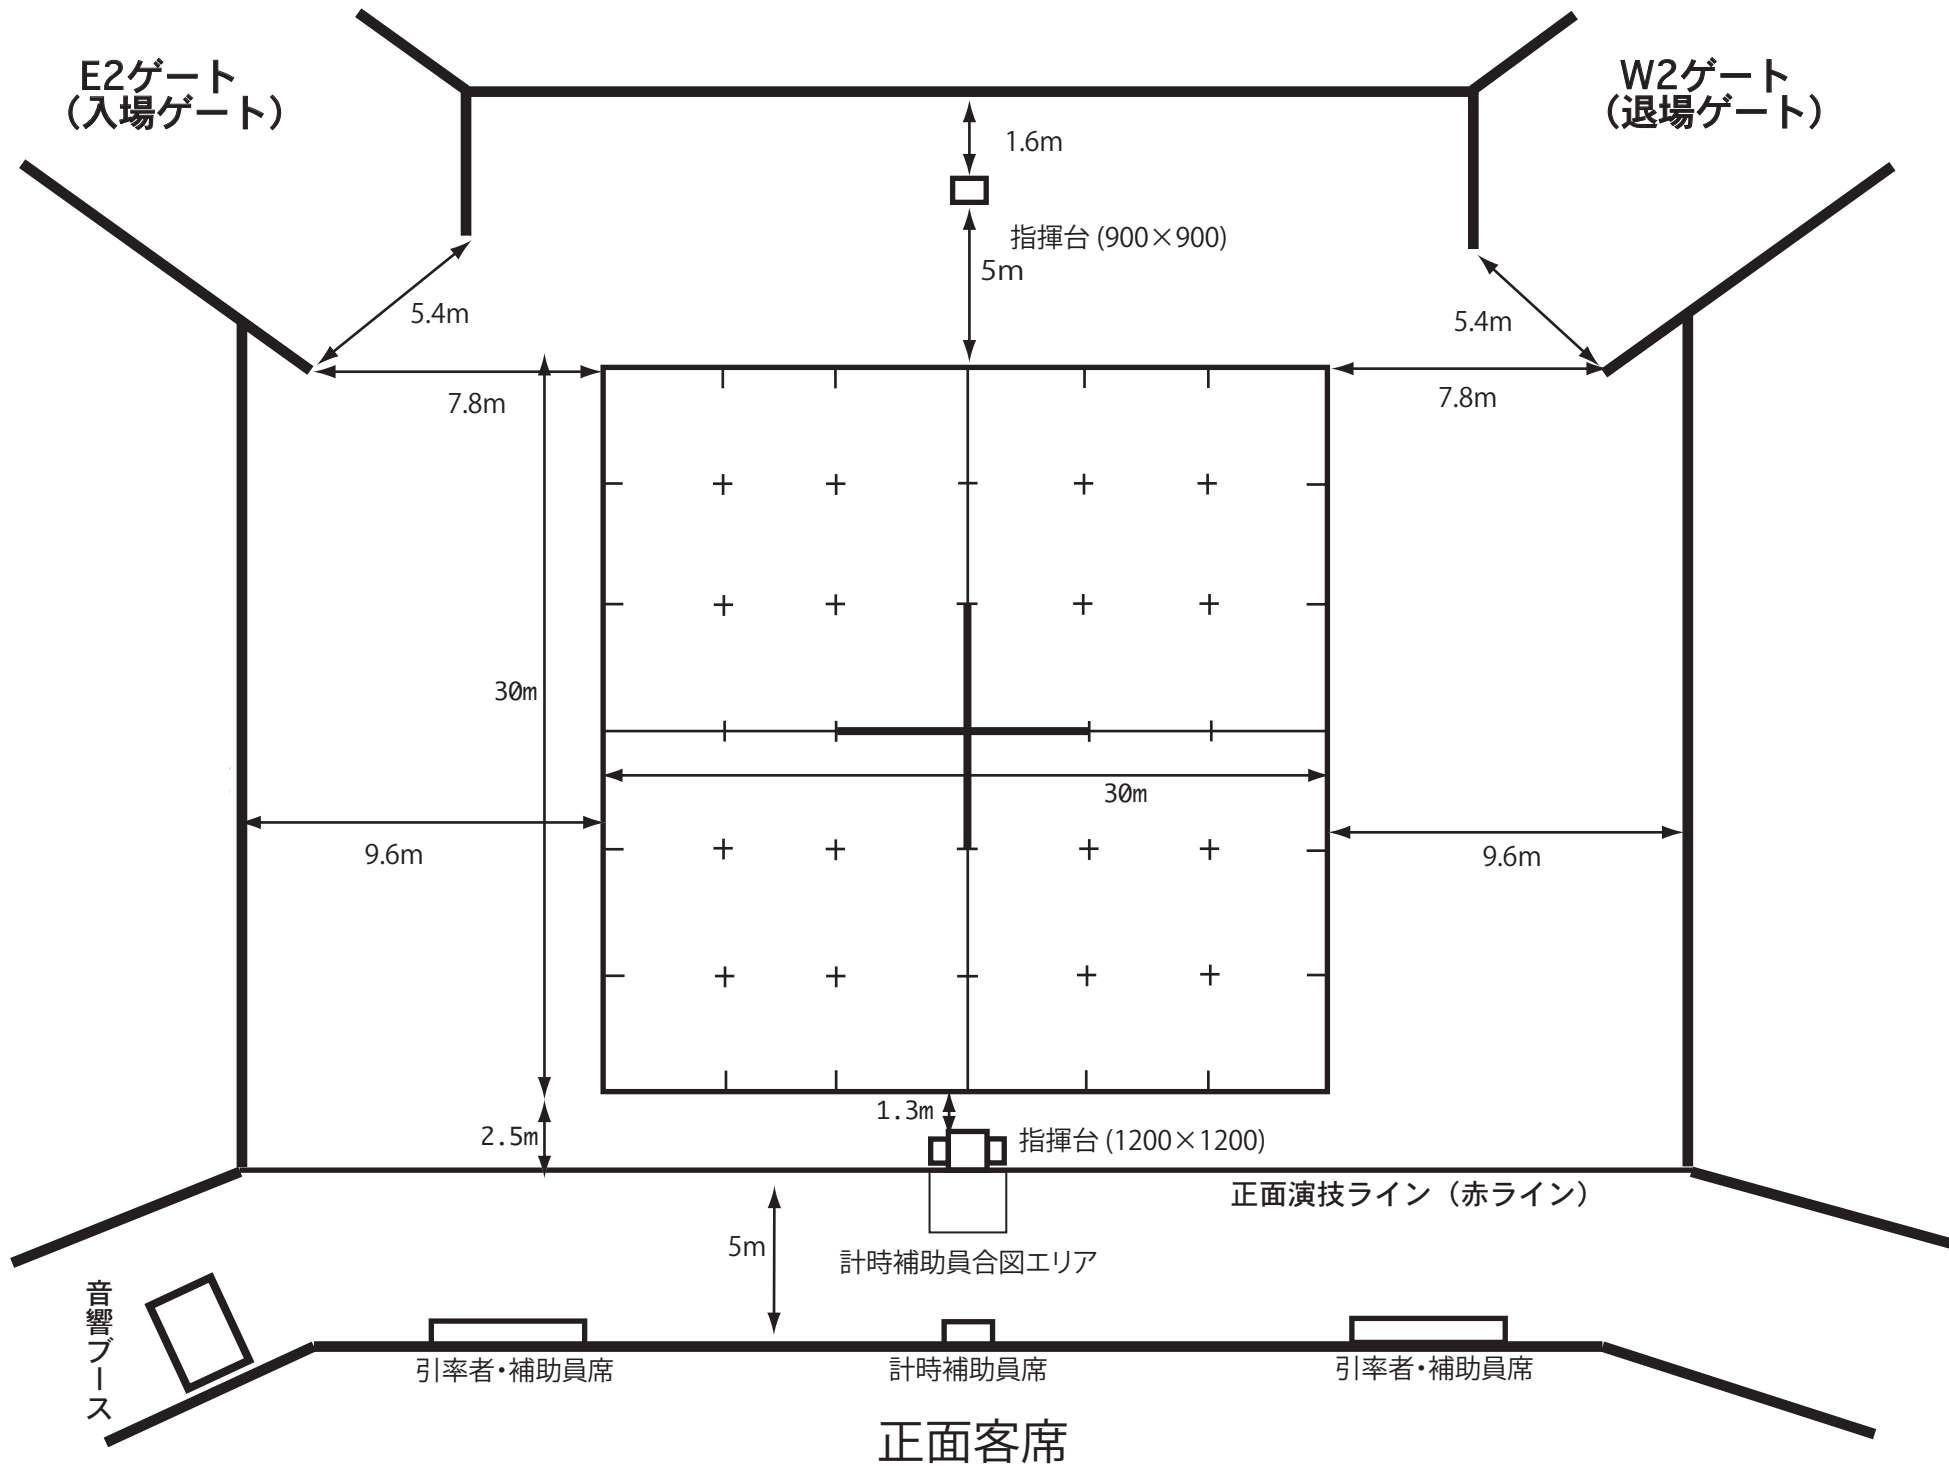 E2ゲート
（入場ゲート）
W2ゲート
（退場ゲート）
1.6m
指揮台 (900×900)
5m
5.4m
5.4m
7.8m
7.8m
30m
30m
9.6m
9.6m
1.3m
2.5m
指揮台 (1200×1200)
正面演技ライン（赤ライン）
5m
計時補助員合図エリア
音響ブース
引率者・補助員席
計時補助員席
引率者・補助員席
正面客席